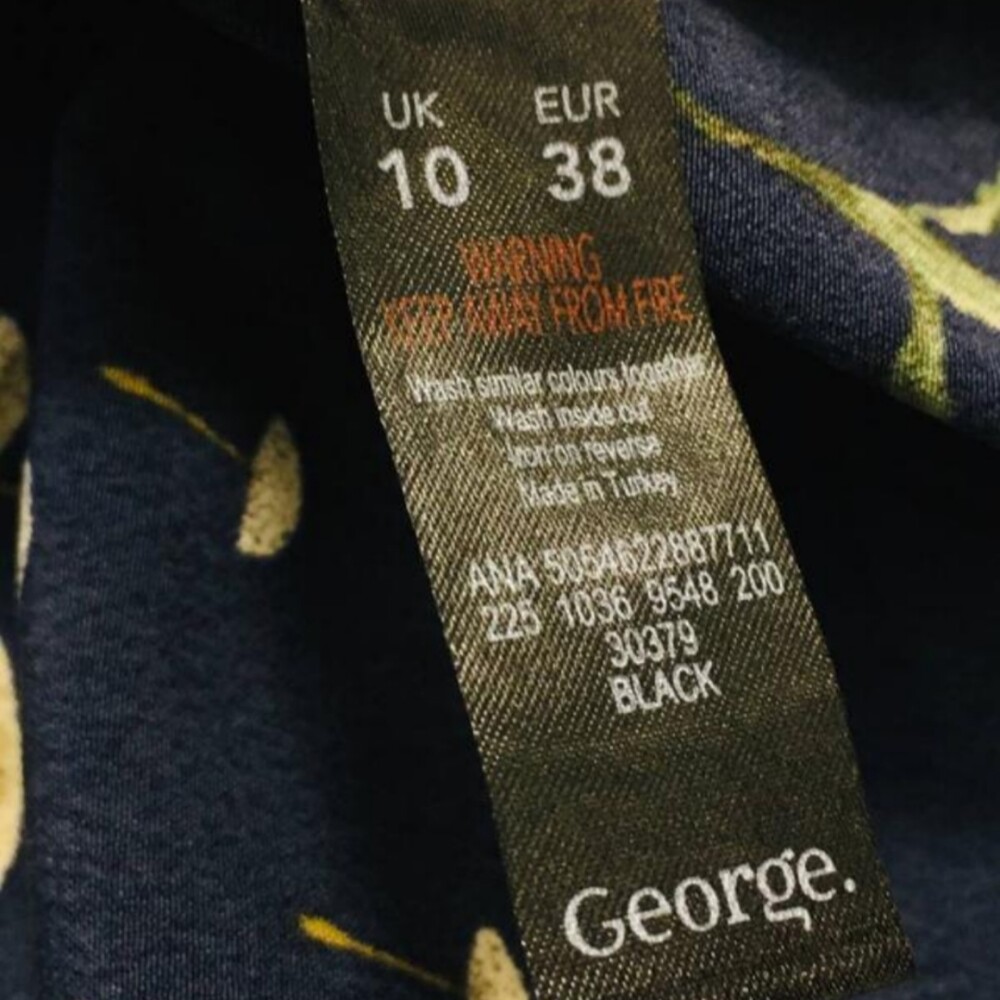 UK EUR
10 38
WARNING
KEEP AWAY FROM FIRE
Wash similar colours together
Wash inside out
Iron on reverse
Made in Turkey
ANA 5054622887711
225 1036 9548 200
30379
BLACK
George.